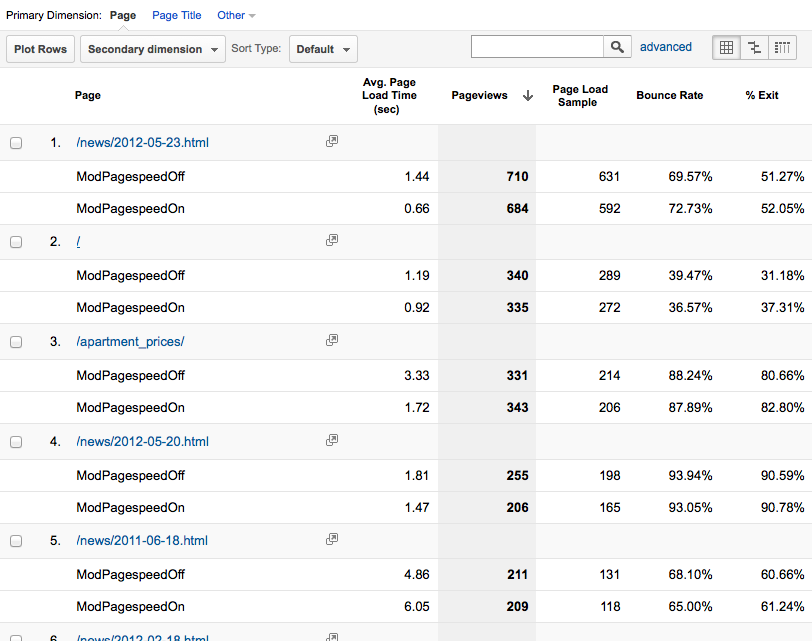 Primary Dimension: Page Page Title Other
Plot Rows Secondary dimension Sort Type: Default advanced
Page Avg. Page Load Time (sec) Pageviews Page Load Sample Bounce Rate % Exit
1. /news/2012-05-23.html
ModPagespeedOff 1.44 710 631 69.57% 51.27%
ModPagespeedOn 0.66 684 592 72.73% 52.05%
2. /
ModPagespeedOff 1.19 340 289 39.47% 31.18%
ModPagespeedOn 0.92 335 272 36.57% 37.31%
3. /apartment_prices/
ModPagespeedOff 3.33 331 214 88.24% 80.66%
ModPagespeedOn 1.72 343 206 87.89% 82.80%
4. /news/2012-05-20.html
ModPagespeedOff 1.81 255 198 93.94% 90.59%
ModPagespeedOn 1.47 206 165 93.05% 90.78%
5. /news/2011-06-18.html
ModPagespeedOff 4.86 211 131 68.10% 60.66%
ModPagespeedOn 6.05 209 118 65.00% 61.24%
6. /news/2012-02-18.html